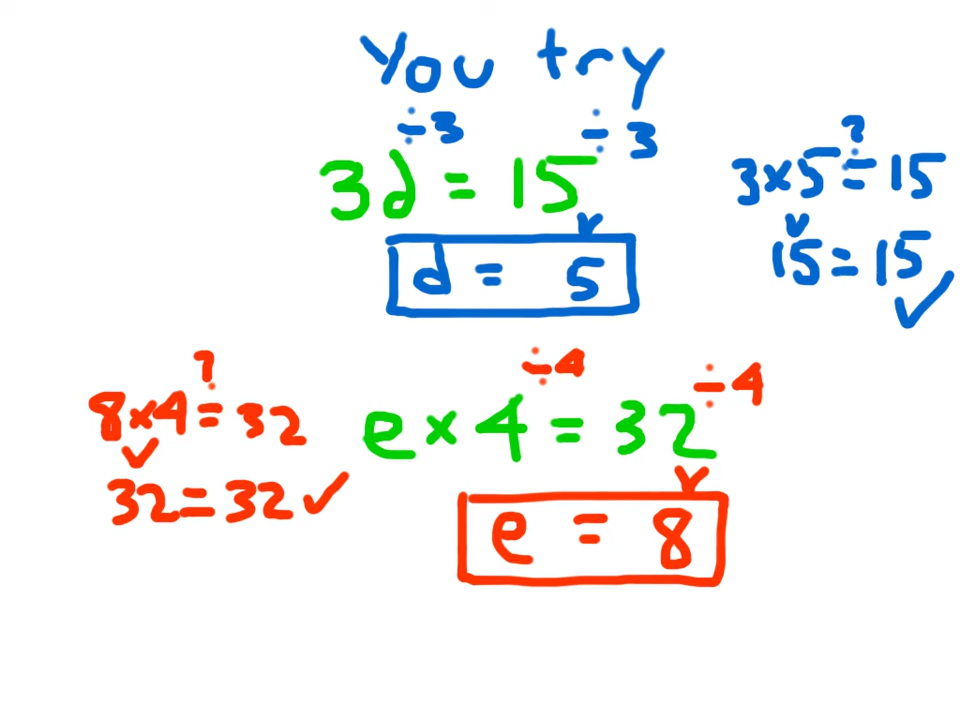 You try
÷3 ÷3
3d = 15
d = 5
3×5 ≟ 15
15 = 15 ✓
÷4 ÷4
e × 4 = 32
e = 8
8×4 ≟ 32
32 = 32 ✓